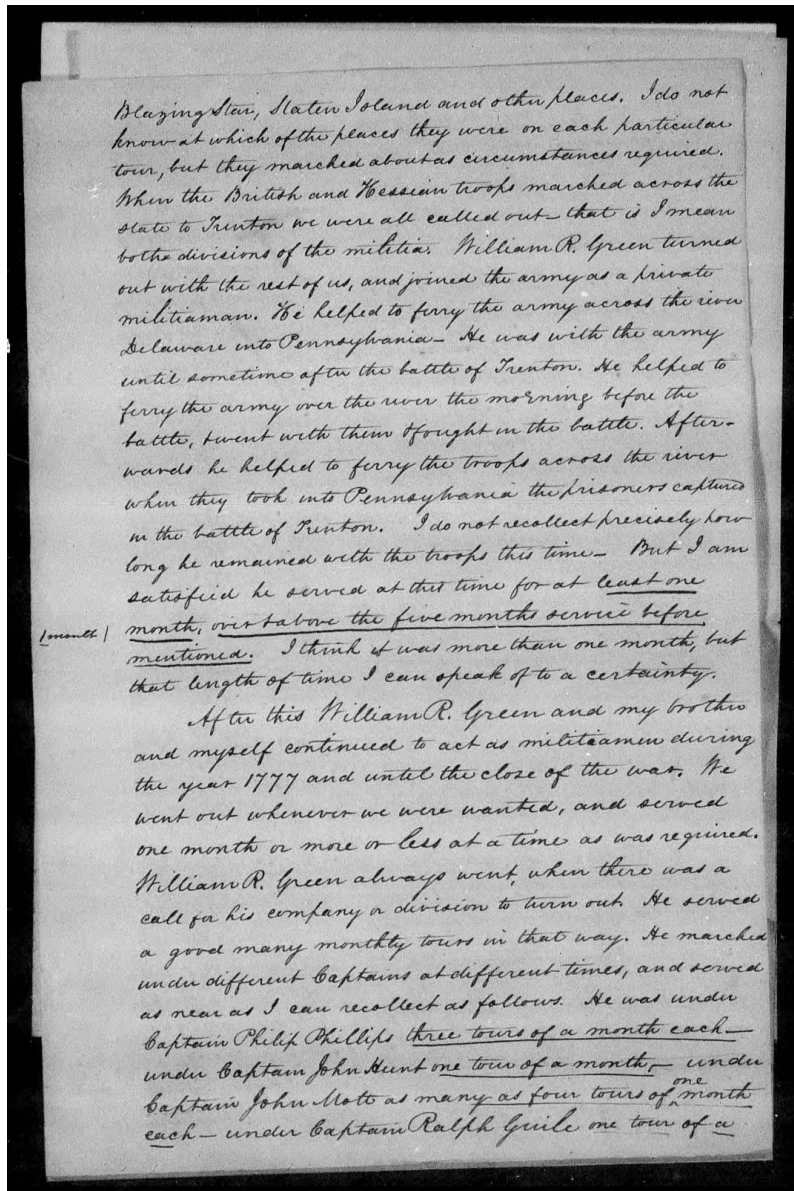 Blazing Star, Staten Island and other places. I do not
know at which of the places they were on each particular
tour, but they marched about as circumstances required.
When the British and Hessian troops marched across the
state to Trenton we were all called out — that is I mean
bothe divisions of the militia. William R. Green turned
out with the rest of us, and joined the army as a private
militiaman. He helped to ferry the army across the river
Delaware into Pennsylvania — He was with the army
until sometime after the battle of Trenton. He helped to
ferry the army over the river the morning before the
battle, & went with them & fought in the battle. After-
wards he helped to ferry the troops across the river
when they took into Pennsylvania the prisoners captured
in the battle of Trenton. I do not recollect precisely how
long he remained with the troops this time — But I am
satisfied he served at this time for at least one
1 month
month, over & above the five months service before
mentioned. I think it was more than one month, but
that length of time I can speak of to a certainty.
After this William R. Green and my brother
and myself continued to act as militiamen during
the year 1777 and until the close of the war. We
went out whenever we were wanted, and served
one month or more or less at a time as was required.
William R. Green always went, when there was a
call for his company or division to turn out. He served
a good many monthly tours in that way. He marched
under different Captains at different times, and served
as near as I can recollect as follows. He was under
Captain Philip Phillips three tours of a month each —
under Captain John Hunt one tour of a month, — under
Captain John Mott as many as four tours of one month
each — under Captain Ralph Guile one tour of a